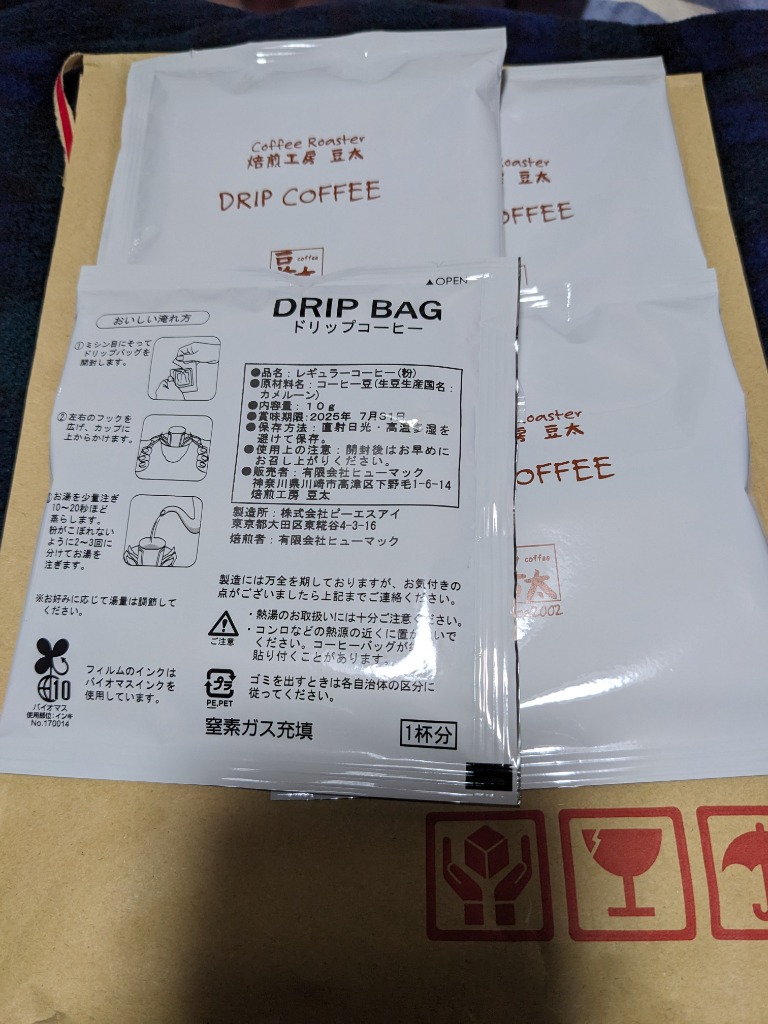 Coffee Roaster
焙煎工房 豆太
DRIP COFFEE
coffee
oaster
豆太
OFFEE
▲OPEN
DRIP BAG
ドリップコーヒー
おいしい淹れ方
①ミシン目にそって
ドリップバッグを
開封します。
②左右のフックを
広げ、カップに
上からかけます。
お湯を少量注ぎ
10〜20秒ほど
蒸らします。
粉がこぼれない
ように2〜3回に
分けてお湯を
注ぎます。
※お好みに応じて湯量は調節して
ください。
●品名：レギュラーコーヒー(粉)
●原材料名：コーヒー豆(生豆生産国名：
カメルーン)
●内容量：10g
●賞味期限:2025年 7月31日
●保存方法：直射日光・高温多湿を
避けて保存。
●使用上の注意：開封後はお早めに
お召し上がりください。
●販売者：有限会社ヒューマック
神奈川県川崎市高津区下野毛1-6-14
焙煎工房 豆太
製造所：株式会社ピーエスアイ
東京都大田区東糀谷4-3-16
焙煎者：有限会社ヒューマック
製造には万全を期しておりますが、お気付きの
点がございましたら上記までご連絡ください。
ご注意
・熱湯のお取扱いには十分ご注意ください。
・コンロなどの熱源の近くに置かないで
ください。コーヒーバッグが
貼り付くことがあります。
プラ
PE,PET
ゴミを出すときは各自治体の区分に
従ってください。
窒素ガス充填
1杯分
バイオマス
使用部位:インキ
No.170014
フィルムのインクは
バイオマスインクを
使用しています。
oaster
房 豆太
OFFEE
coffee
太
2002